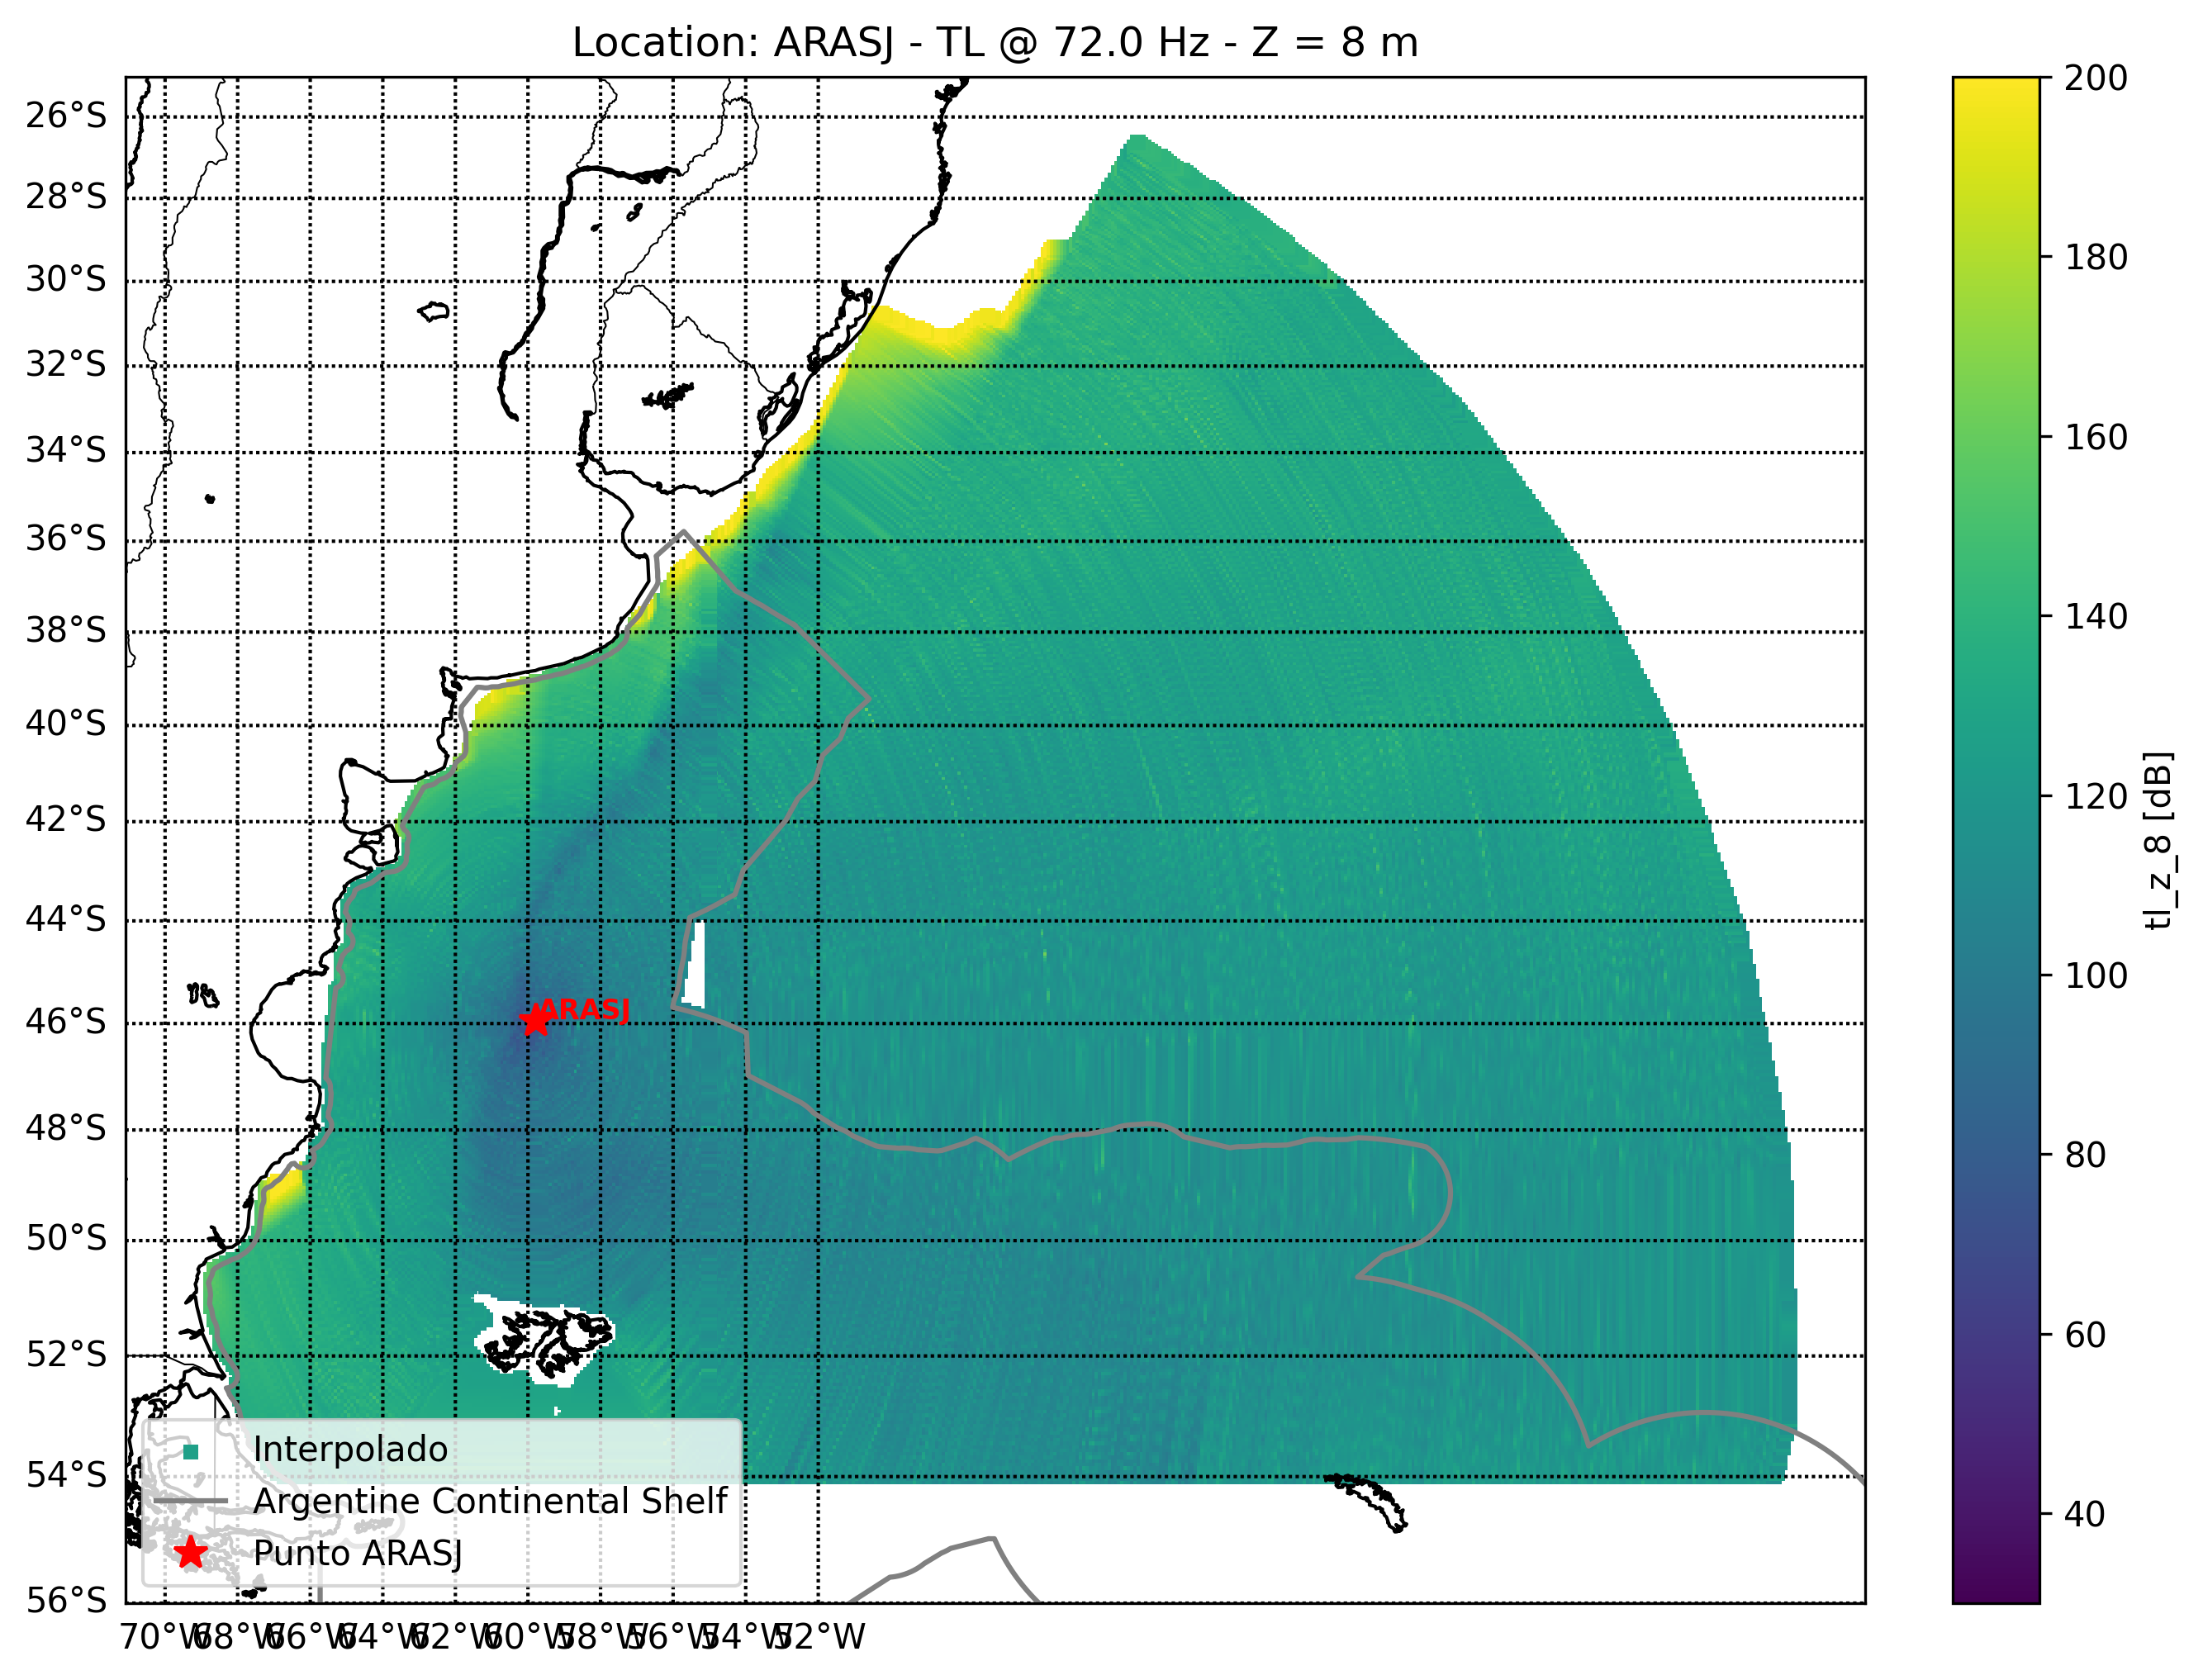 Location: ARASJ - TL @ 72.0 Hz - Z = 8 m
26°S
28°S
30°S
32°S
34°S
36°S
38°S
40°S
42°S
44°S
46°S
48°S
50°S
52°S
54°S
56°S
70°W 68°W 66°W 64°W 62°W 60°W 58°W 56°W 54°W 52°W
ARASJ
Interpolado
Argentine Continental Shelf
Punto ARASJ
200
180
160
140
120
100
80
60
40
tl_z_8 [dB]